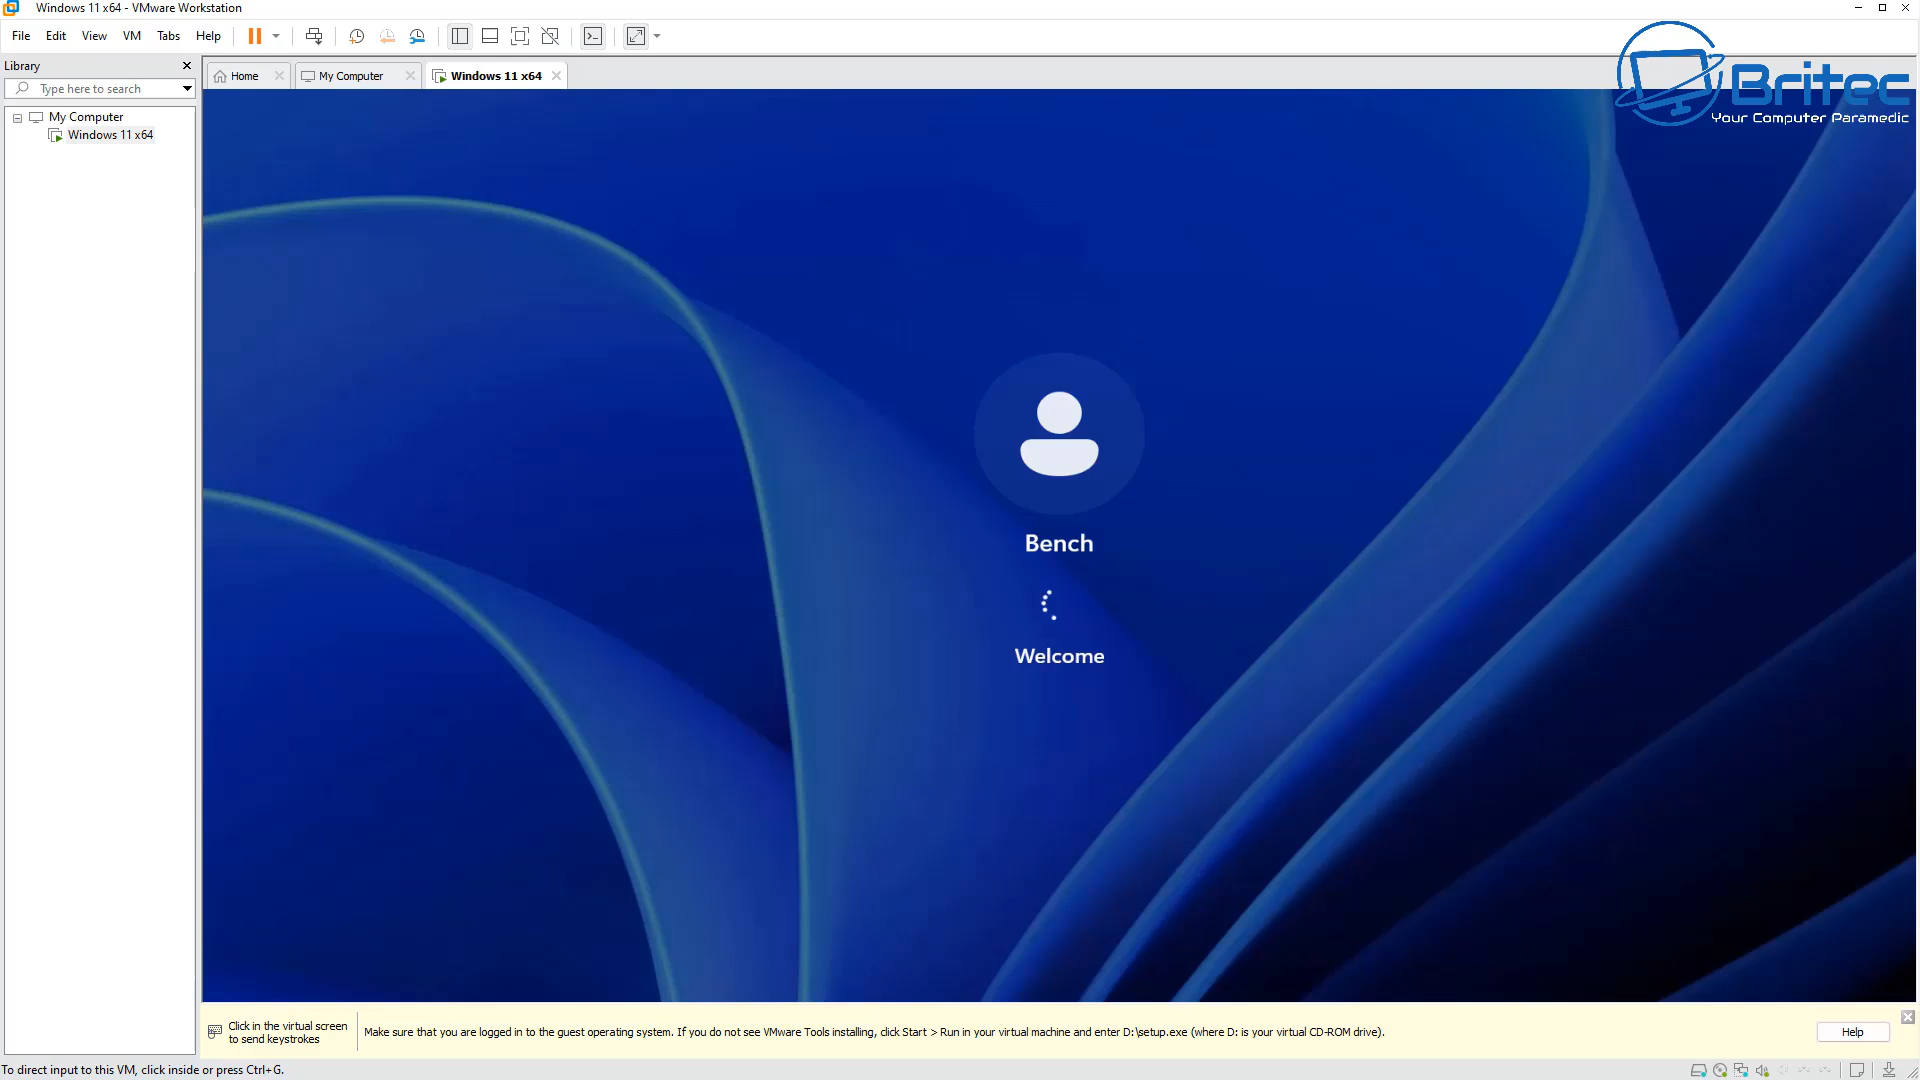 Windows 11 x64 - VMware Workstation
File Edit View VM Tabs Help
Library
Type here to search
My Computer
Windows 11 x64
Home
My Computer
Windows 11 x64
Britec
Your Computer Paramedic
Bench
Welcome
Click in the virtual screen
to send keystrokes
Make sure that you are logged in to the guest operating system. If you do not see VMware Tools installing, click Start > Run in your virtual machine and enter D:\setup.exe (where D: is your virtual CD-ROM drive).
Help
To direct input to this VM, click inside or press Ctrl+G.